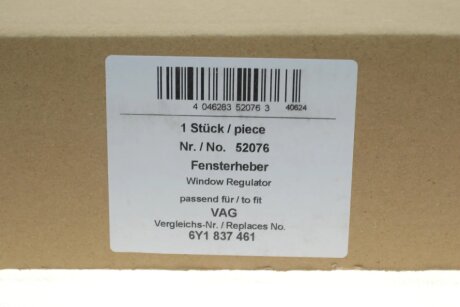 4 046283 52076 3 40624
1 Stück / piece
Nr. / No. 52076
Fensterheber
Window Regulator
passend für / to fit
VAG
Vergleichs-Nr. / Replaces No.
6Y1 837 461